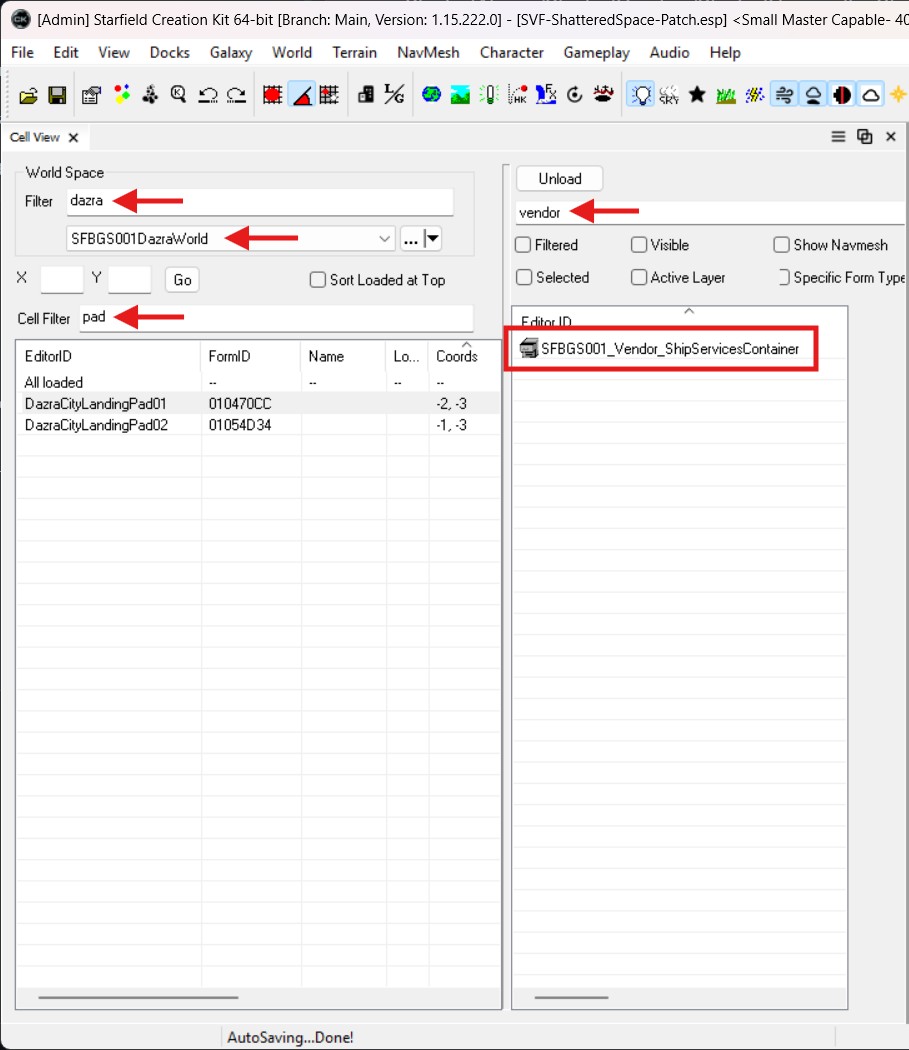 [Admin] Starfield Creation Kit 64-bit [Branch: Main, Version: 1.15.222.0] - [SVF-ShatteredSpace-Patch.esp] <Small Master Capable- 40
File Edit View Docks Galaxy World Terrain NavMesh Character Gameplay Audio Help
Cell View
World Space
Filter dazra
SFBGS001DazraWorld ...
X Y Go Sort Loaded at Top
Cell Filter pad
EditorID FormID Name Lo... Coords
All loaded -- -- -- --
DazraCityLandingPad01 010470CC -2, -3
DazraCityLandingPad02 01054D34 -1, -3
Unload
vendor
Filtered Visible Show Navmesh
Selected Active Layer Specific Form Type
Editor ID
SFBGS001_Vendor_ShipServicesContainer
AutoSaving...Done!